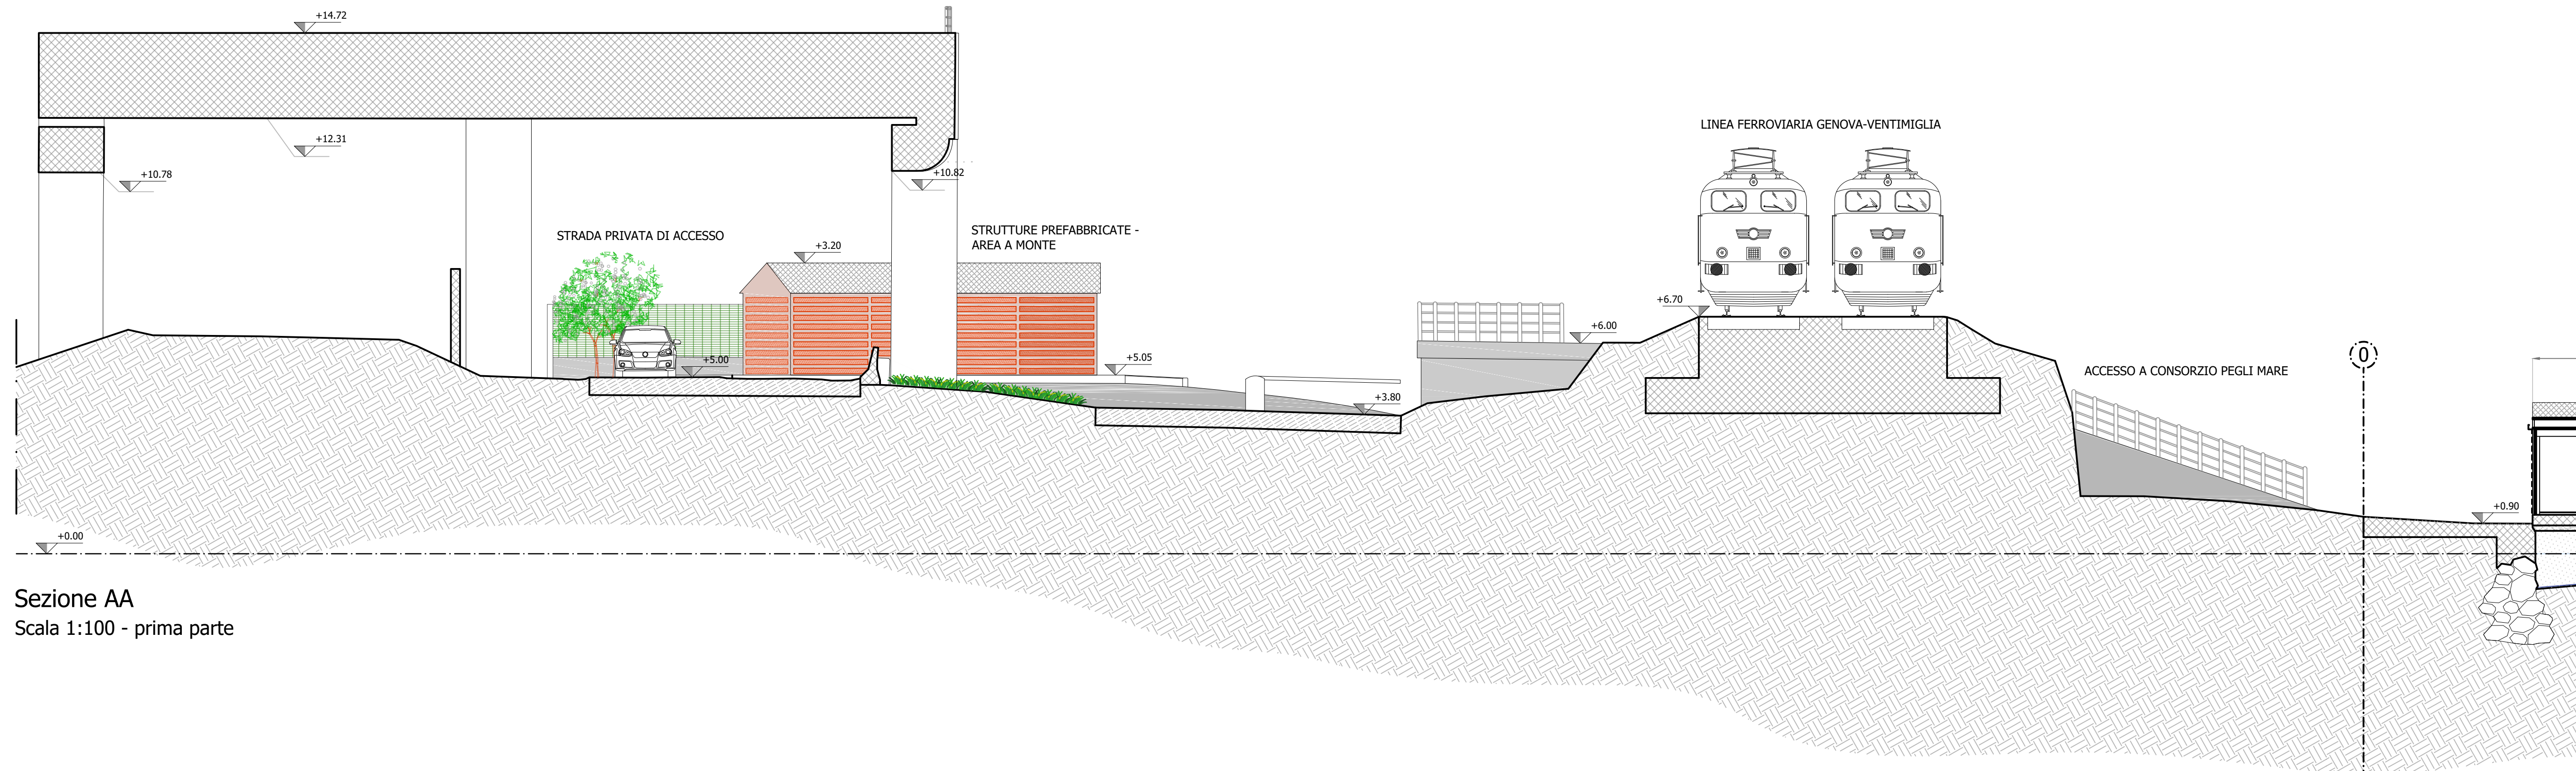 +14.72
+12.31
+10.78
+10.82
LINEA FERROVIARIA GENOVA-VENTIMIGLIA
STRADA PRIVATA DI ACCESSO
STRUTTURE PREFABBRICATE -
AREA A MONTE
+3.20
+6.70
+6.00
+5.00
+5.05
+3.80
0
ACCESSO A CONSORZIO PEGLI MARE
+0.90
+0.00
Sezione AA
Scala 1:100 - prima parte